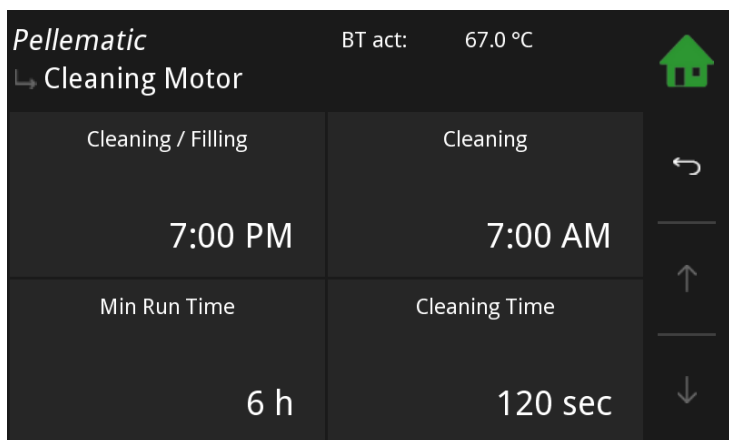 Pellematic
BT act: 67.0 °C
Cleaning Motor
Cleaning / Filling
7:00 PM
Cleaning
7:00 AM
Min Run Time
6 h
Cleaning Time
120 sec